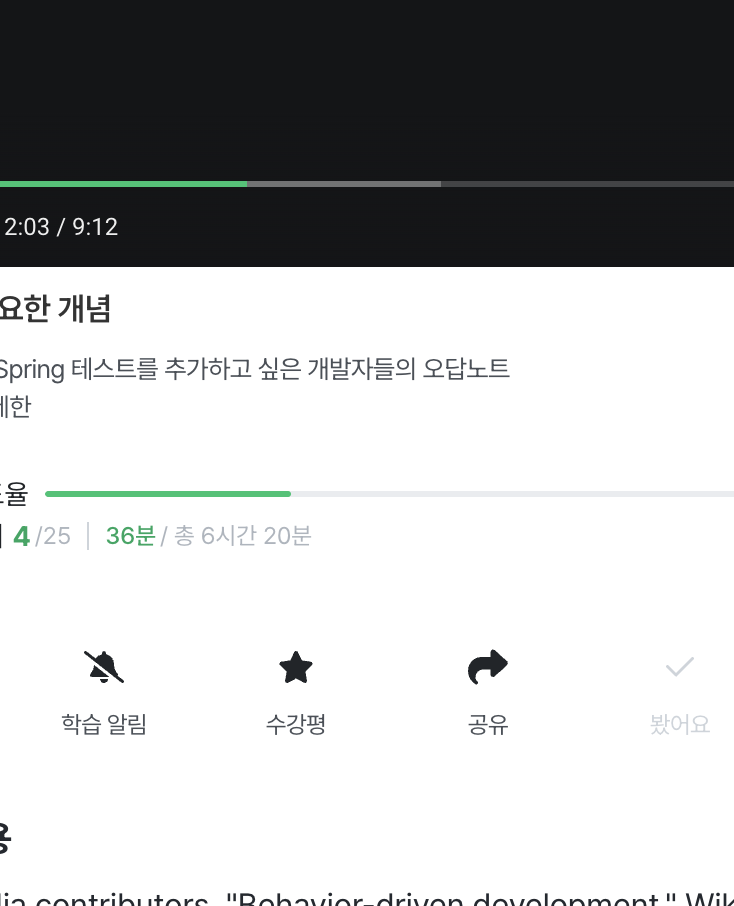 2:03 / 9:12
요한 개념
Spring 테스트를 추가하고 싶은 개발자들의 오답노트
한
율
4/25 | 36분 / 총 6시간 20분
학습 알림
수강평
공유
봤어요
용
contributors. "Behavior-driven development." Wik